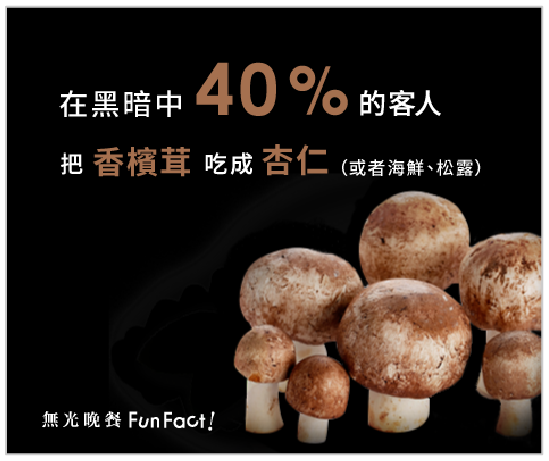 在黑暗中 40% 的客人
把 香檳茸 吃成 杏仁 (或者海鮮、松露)
無光晚餐 FunFact!